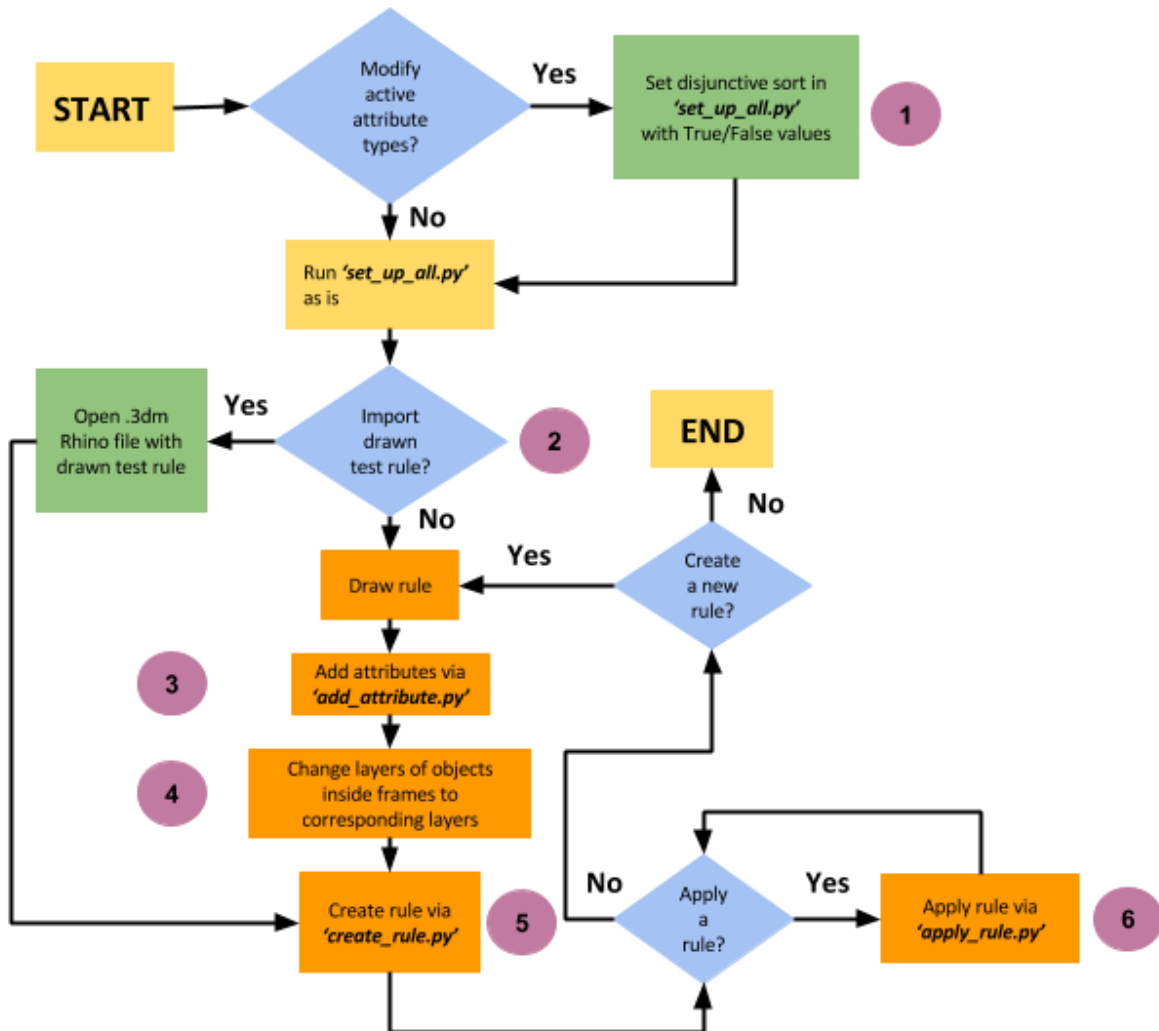 START
Modify
active
attribute
types?
Yes
Set disjunctive sort in
‘set_up_all.py’
with True/False values
1
No
Run ‘set_up_all.py’
as is
Open .3dm
Rhino file with
drawn test rule
Yes
Import
drawn
test rule?
2
END
No
No
Draw rule
Yes
Create
a new
rule?
3
Add attributes via
‘add_attribute.py’
4
Change layers of objects
inside frames to
corresponding layers
Create rule via
‘create_rule.py’
5
No
Apply
a
rule?
Yes
Apply rule via
‘apply_rule.py’
6